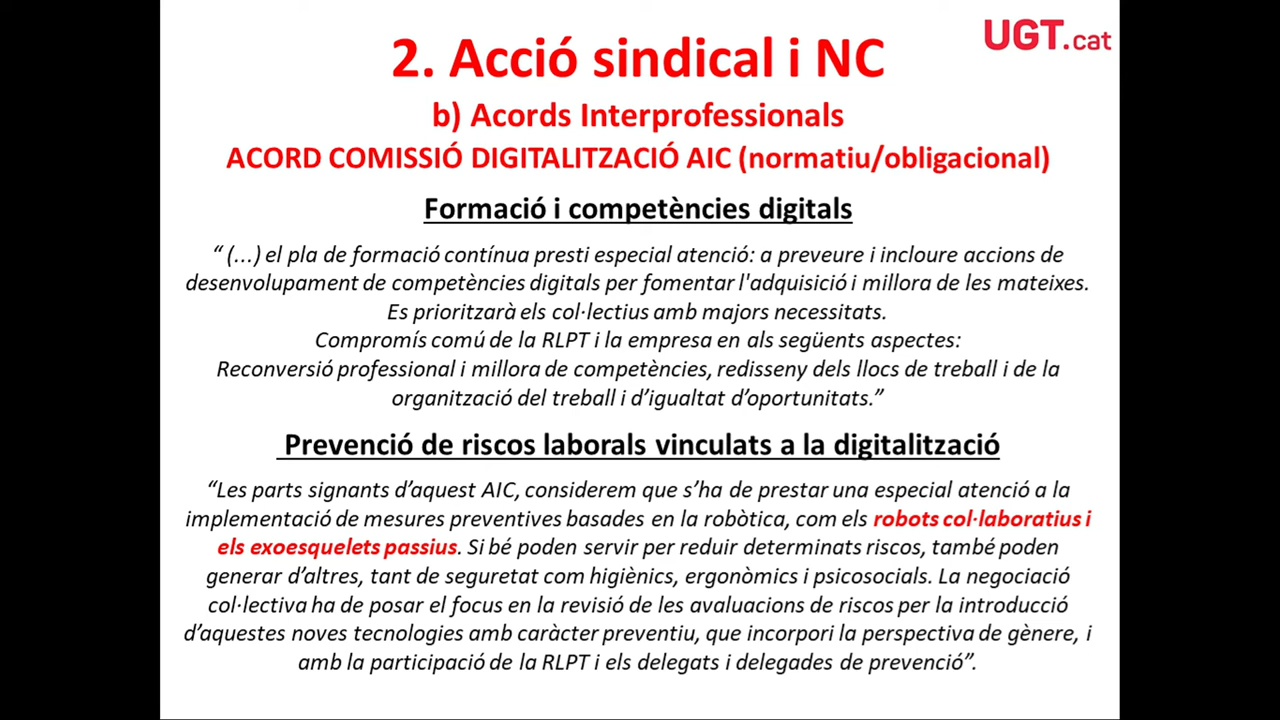 UGT.cat
2. Acció sindical i NC
b) Acords Interprofessionals
ACORD COMISSIÓ DIGITALITZACIÓ AIC (normatiu/obligacional)
Formació i competències digitals
“ (...) el pla de formació contínua presti especial atenció: a preveure i incloure accions de
desenvolupament de competències digitals per fomentar l'adquisició i millora de les mateixes.
Es prioritzarà els col·lectius amb majors necessitats.
Compromís comú de la RLPT i la empresa en als següents aspectes:
Reconversió professional i millora de competències, redisseny dels llocs de treball i de la
organització del treball i d’igualtat d’oportunitats.”
Prevenció de riscos laborals vinculats a la digitalització
“Les parts signants d’aquest AIC, considerem que s’ha de prestar una especial atenció a la
implementació de mesures preventives basades en la robòtica, com els robots col·laboratius i
els exoesquelets passius. Si bé poden servir per reduir determinats riscos, també poden
generar d’altres, tant de seguretat com higiènics, ergonòmics i psicosocials. La negociació
col·lectiva ha de posar el focus en la revisió de les avaluacions de riscos per la introducció
d’aquestes noves tecnologies amb caràcter preventiu, que incorpori la perspectiva de gènere, i
amb la participació de la RLPT i els delegats i delegades de prevenció”.